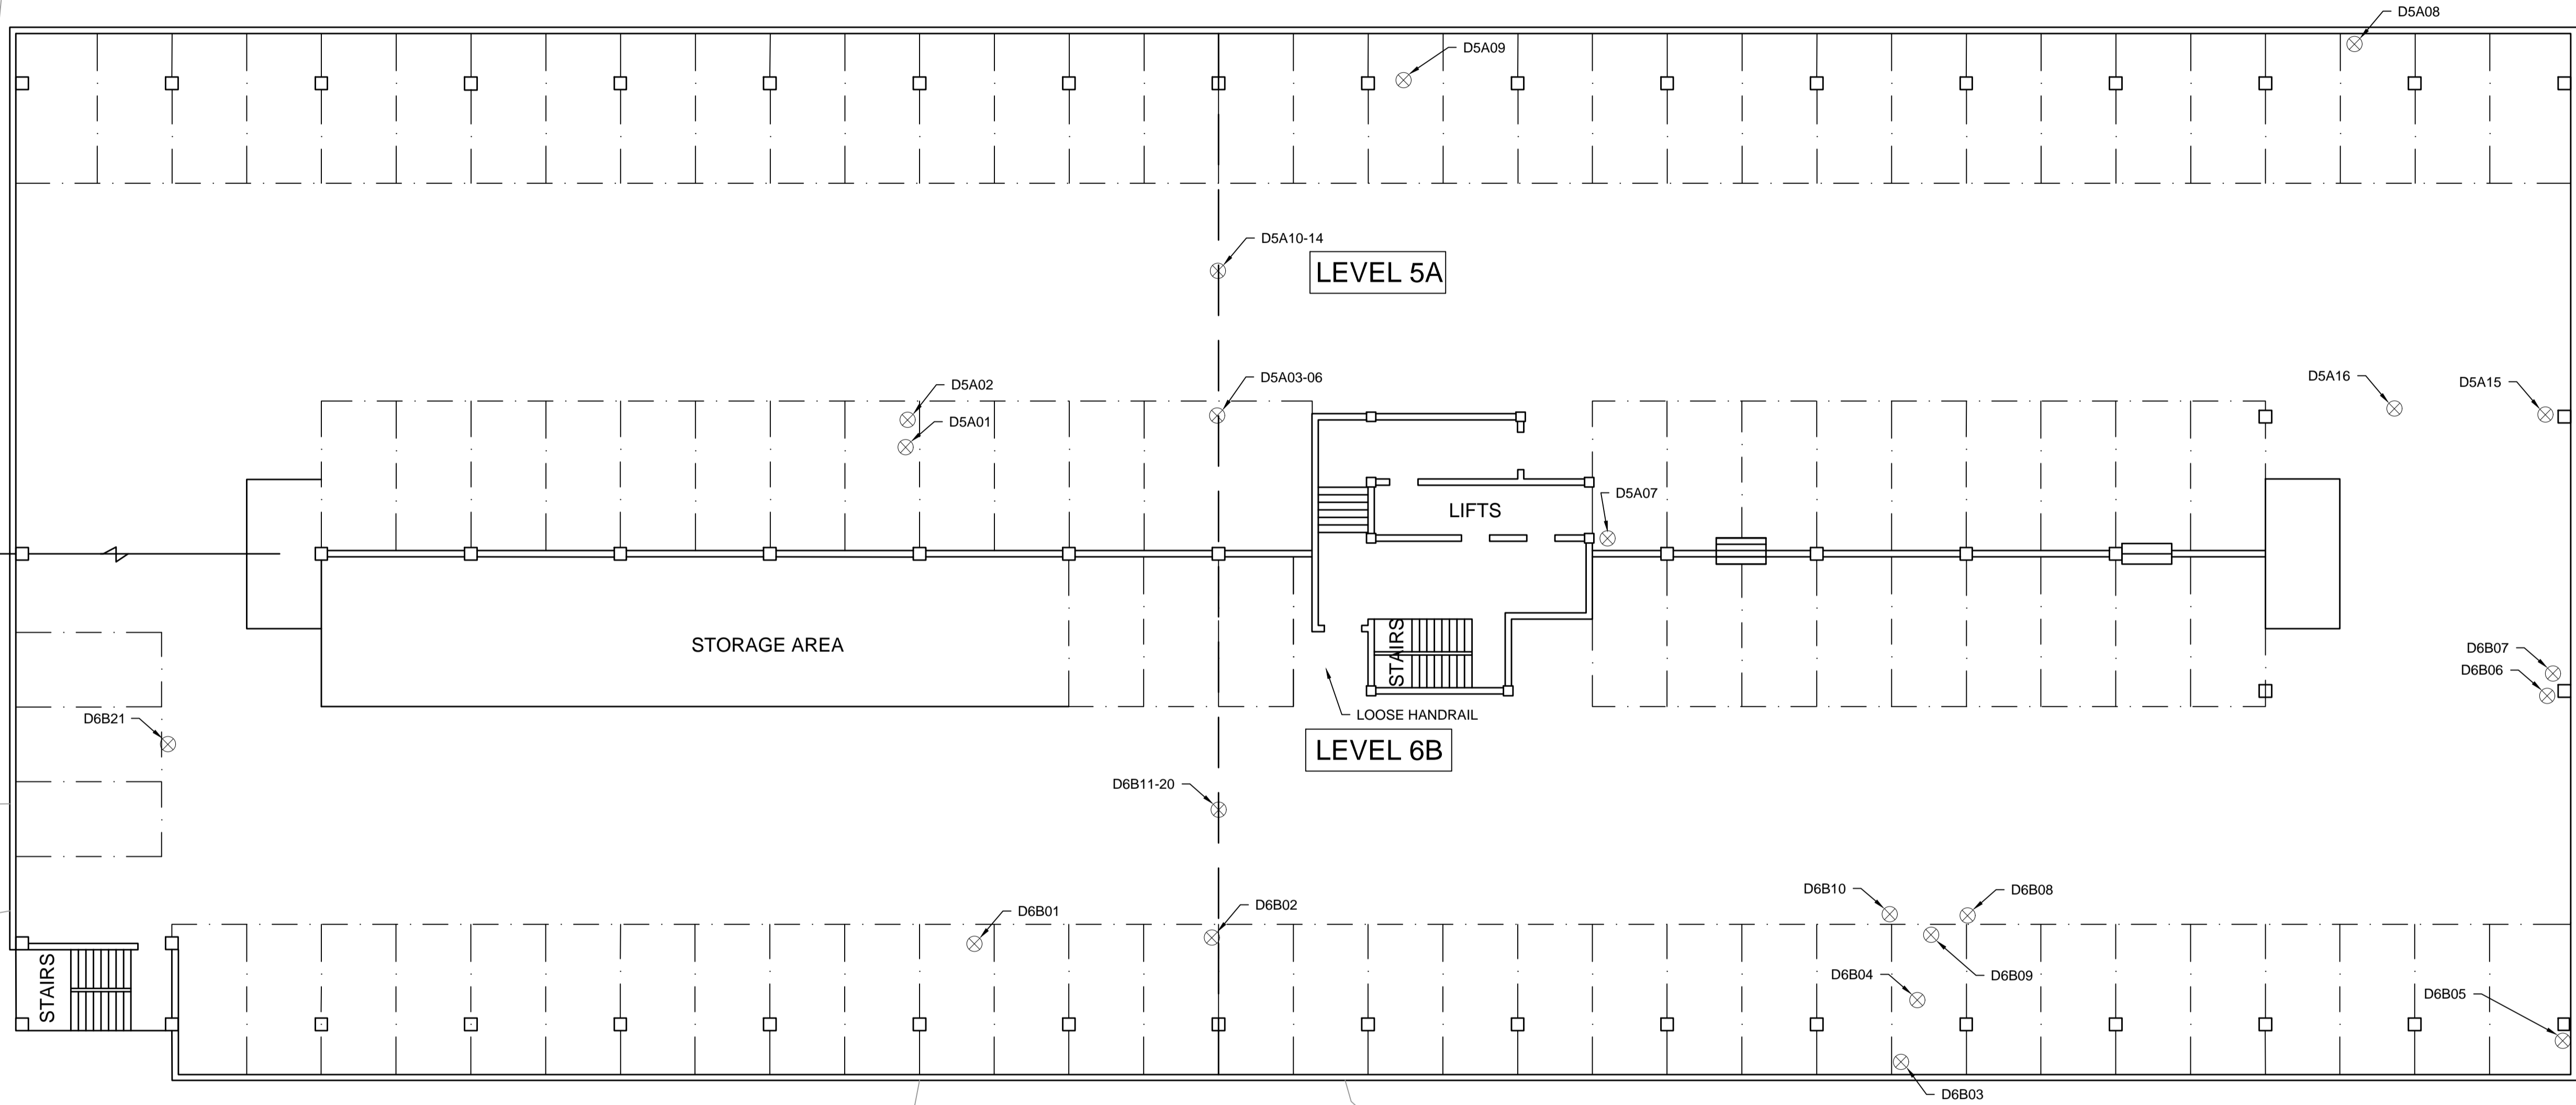 D5A08
D5A09
D5A10-14
LEVEL 5A
D5A16
D5A15
D5A02
D5A03-06
D5A01
D5A07
LIFTS
STORAGE AREA
STAIRS
D6B07
D6B06
LOOSE HANDRAIL
D6B21
LEVEL 6B
D6B11-20
D6B10
D6B08
D6B01
D6B02
D6B09
D6B04
STAIRS
D6B05
D6B03